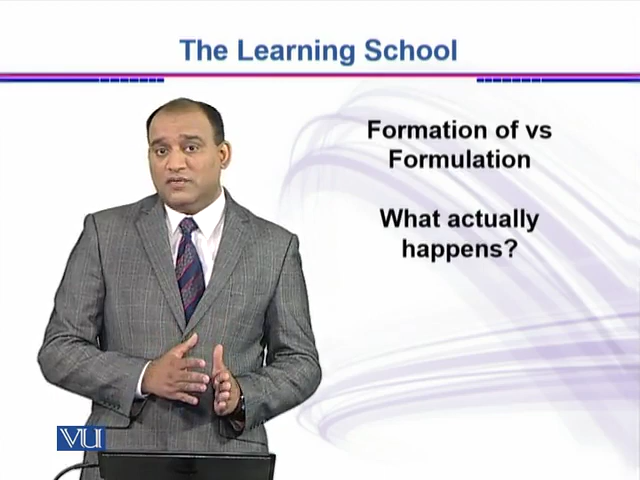 The Learning School
Formation of vs
Formulation
What actually
happens?
VU